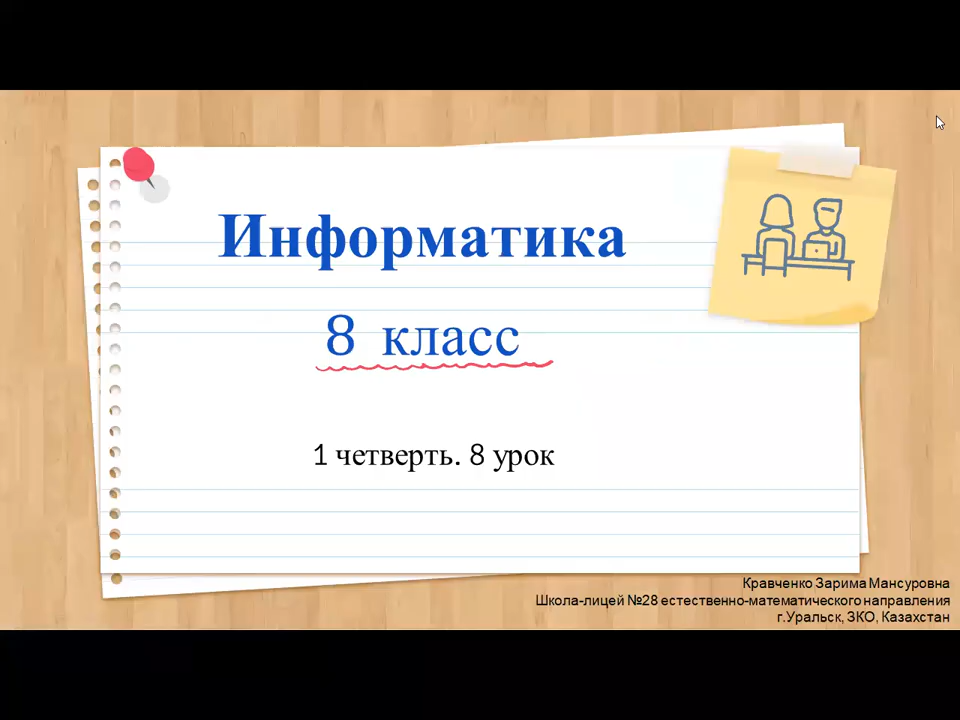 Информатика
8 класс
1 четверть. 8 урок
Кравченко Зарима Мансуровна
Школа-лицей №28 естественно-математического направления
г.Уральск, ЗКО, Казахстан